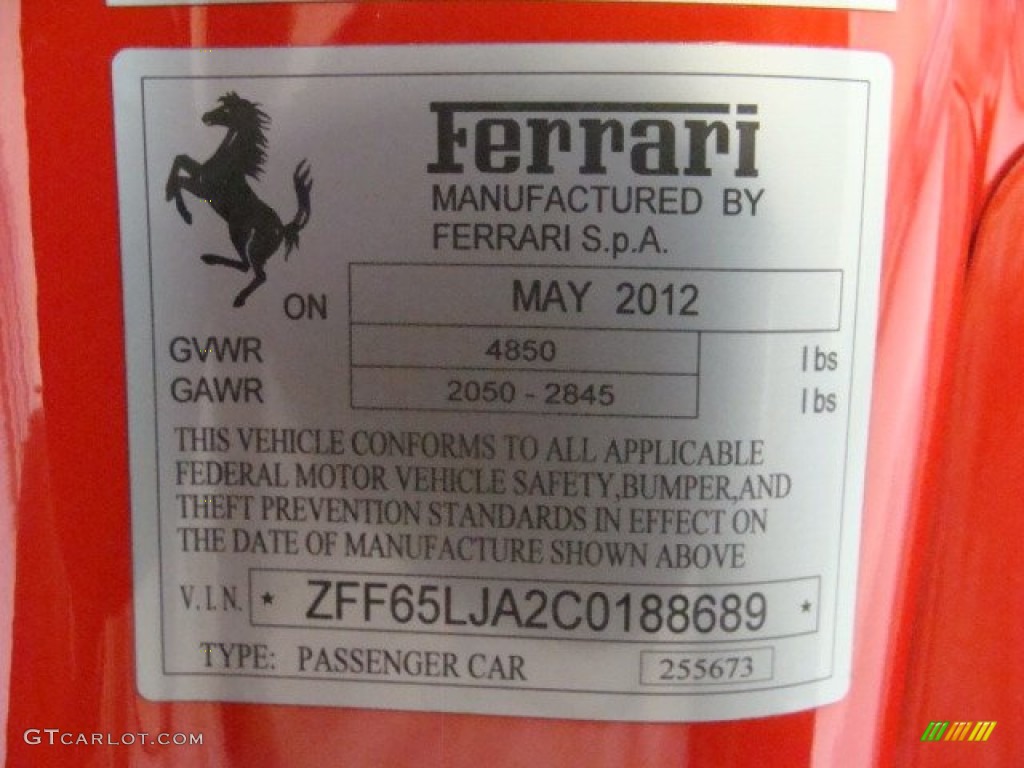 Ferrari
MANUFACTURED BY
FERRARI S.p.A.
ON MAY 2012
GVWR 4850 lbs
GAWR 2050 - 2845 lbs
THIS VEHICLE CONFORMS TO ALL APPLICABLE
FEDERAL MOTOR VEHICLE SAFETY,BUMPER,AND
THEFT PREVENTION STANDARDS IN EFFECT ON
THE DATE OF MANUFACTURE SHOWN ABOVE
V.I.N. * ZFF65LJA2C0188689 *
TYPE: PASSENGER CAR 255673
GTCARLOT.COM